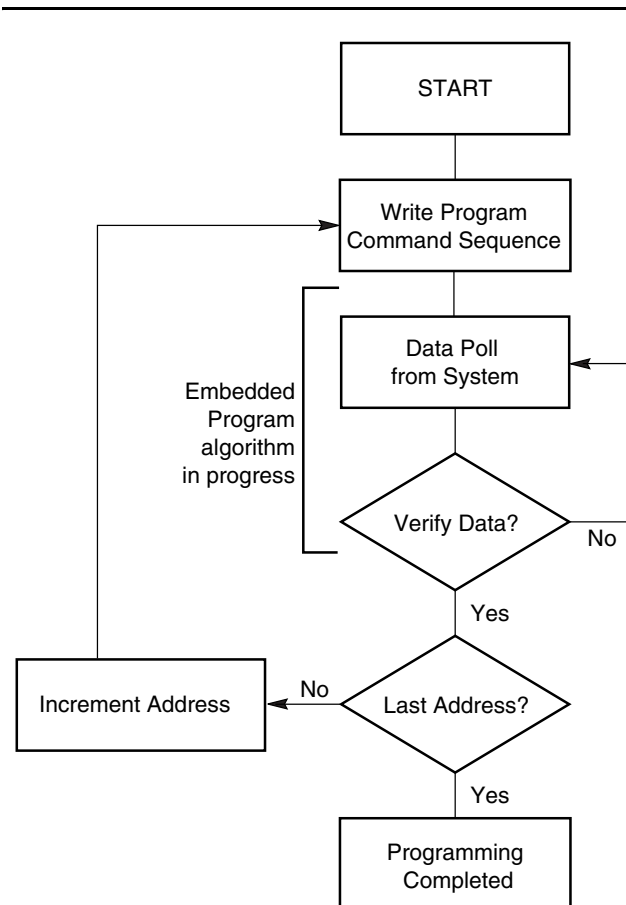 START
Write Program
Command Sequence
Data Poll
from System
Embedded
Program
algorithm
in progress
Verify Data?
No
Yes
Last Address?
No
Increment Address
Yes
Programming
Completed